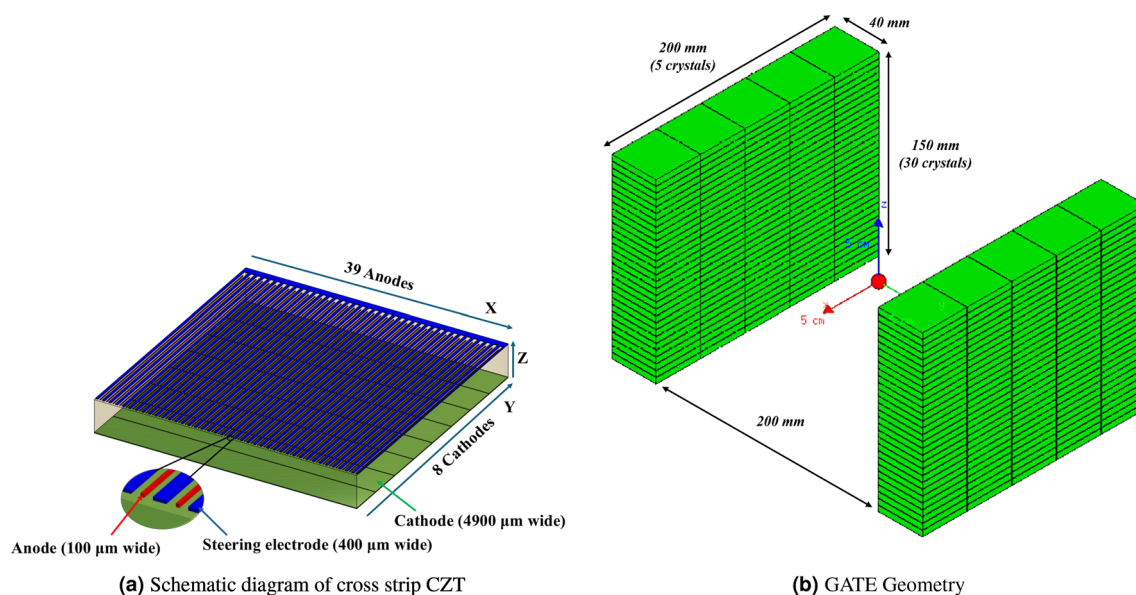 39 Anodes
X
Z
Y
8 Cathodes
Cathode (4900 µm wide)
Anode (100 µm wide)
Steering electrode (400 µm wide)
(a) Schematic diagram of cross strip CZT
40 mm
200 mm
(5 crystals)
150 mm
(30 crystals)
z
5 cm
5 cm
200 mm
(b) GATE Geometry